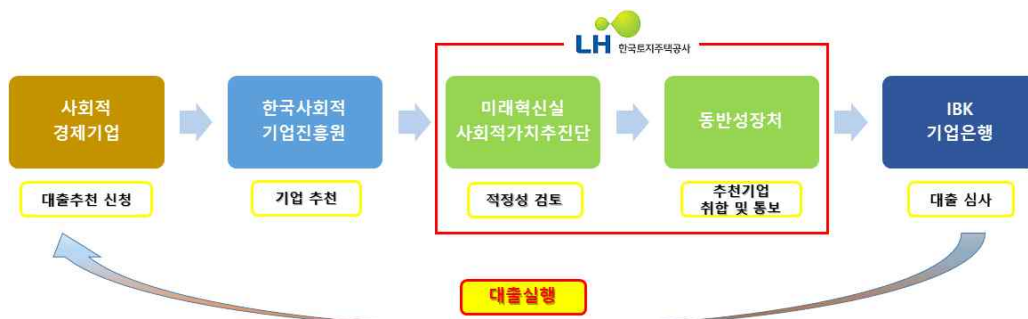 LH 한국토지주택공사
사회적
경제기업
한국사회적
기업진흥원
미래혁신실
사회적가치추진단
동반성장처
IBK
기업은행
대출추천 신청
기업 추천
적정성 검토
추천기업
취합 및 통보
대출 심사
대출실행